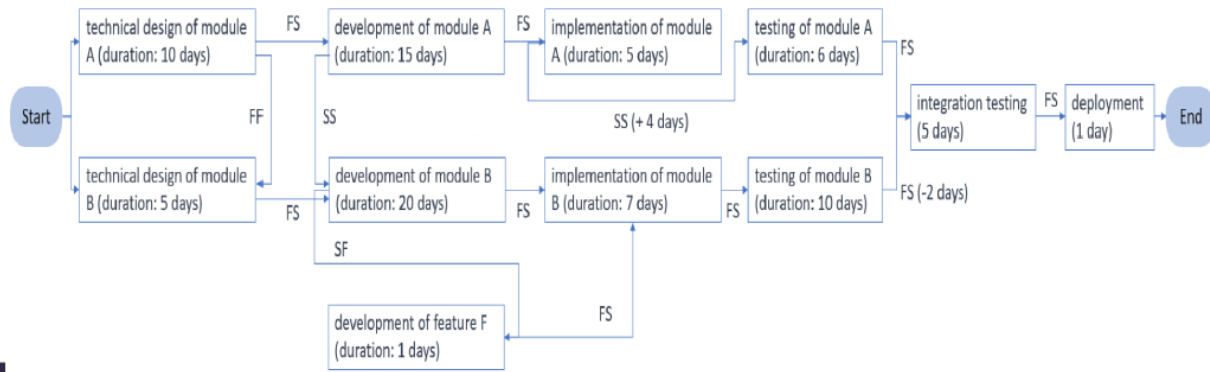 technical design of module
A (duration: 10 days)
FS
development of module A
(duration: 15 days)
FS
implementation of module
A (duration: 5 days)
testing of module A
(duration: 6 days)
FS
Start
FF
SS
SS (+ 4 days)
integration testing
(5 days)
FS
deployment
(1 day)
End
technical design of module
B (duration: 5 days)
FS
development of module B
(duration: 20 days)
FS
implementation of module
B (duration: 7 days)
FS
testing of module B
(duration: 10 days)
FS (-2 days)
SF
FS
development of feature F
(duration: 1 days)